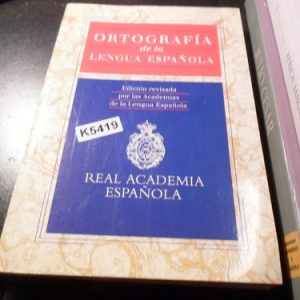 ORTOGRAFÍA
de la
LENGUA ESPAÑOLA
Edición revisada
por las Academias
de la Lengua Española
K5419
REAL ACADEMIA
ESPAÑOLA